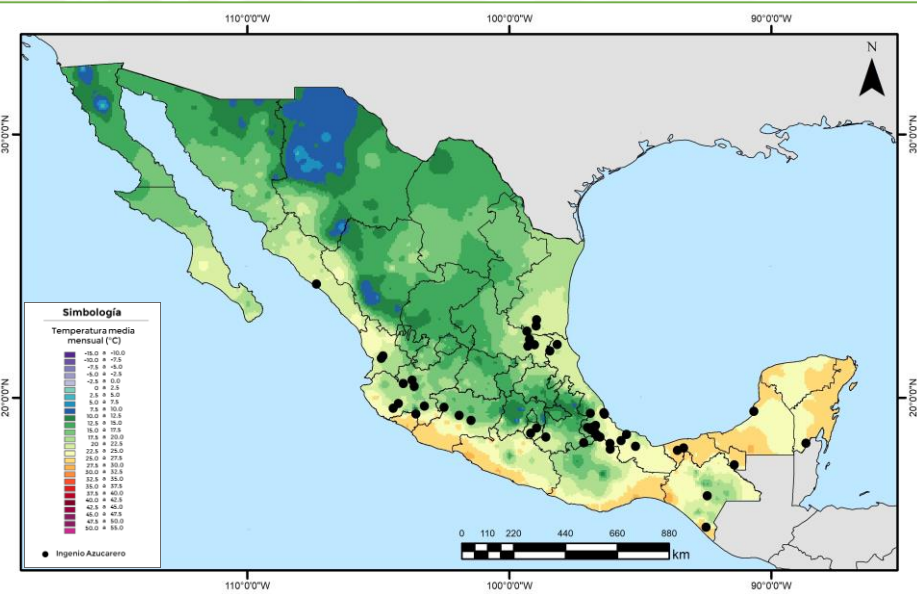 110°0'0"W 100°0'0"W 90°0'0"W
N
30°0'0"N 30°0'0"N
20°0'0"N 20°0'0"N
Simbología
Temperatura media
mensual (°C)
-15.0 a -10.0
-10.0 a -7.5
-7.5 a -5.0
-5.0 a -2.5
-2.5 a 0.0
0 a 2.5
2.5 a 5.0
5.0 a 7.5
7.5 a 10.0
10.0 a 12.5
12.5 a 15.0
15.0 a 17.5
17.5 a 20.0
20 a 22.5
22.5 a 25.0
25.0 a 27.5
27.5 a 30.0
30.0 a 32.5
32.5 a 35.0
35.0 a 37.5
37.5 a 40.0
40.0 a 42.5
42.5 a 45.0
45.0 a 47.5
47.5 a 50.0
50.0 a 55.0
Ingenio Azucarero
0 110 220 440 660 880
km
110°0'0"W 100°0'0"W 90°0'0"W